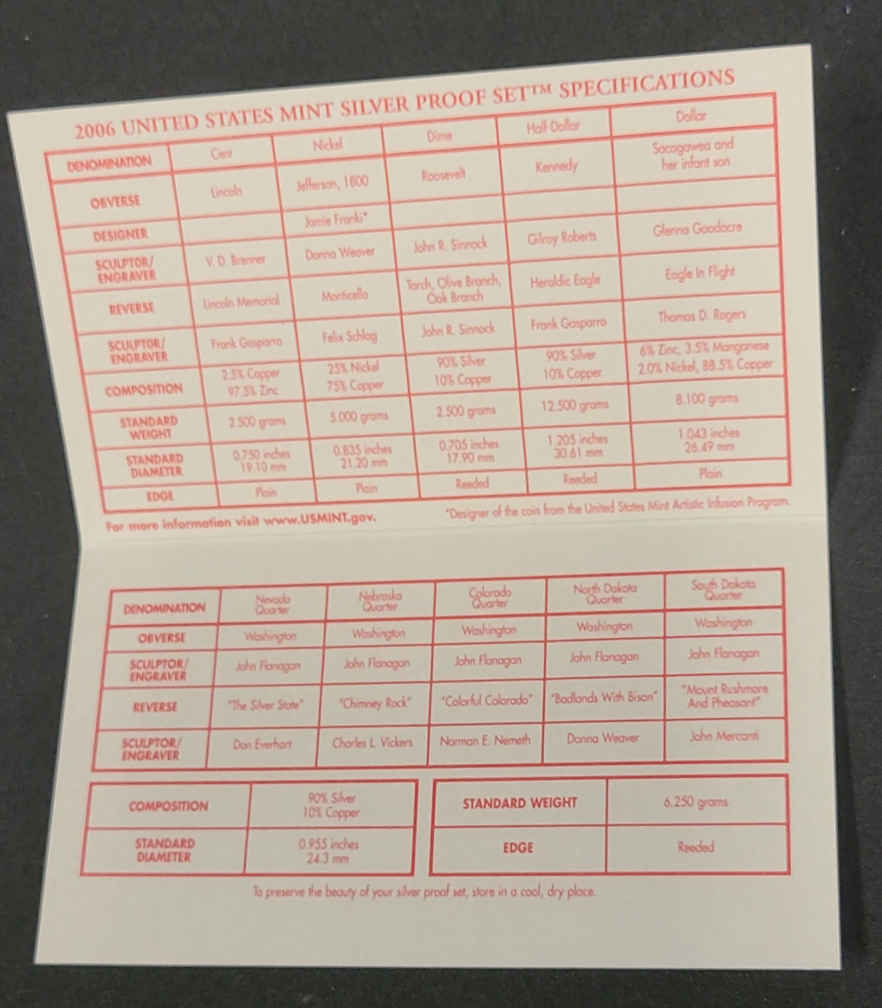 2006 UNITED STATES MINT SILVER PROOF SET™ SPECIFICATIONS
DENOMINATION Cent Nickel Dime Half-Dollar Dollar
OBVERSE Lincoln Jefferson, 1800 Roosevelt Kennedy Sacagawea and
her infant son
DESIGNER Jamie Franki*
SCULPTOR/
ENGRAVER V. D. Brenner Donna Weaver John R. Sinnock Gilroy Roberts Glenna Goodacre
REVERSE Lincoln Memorial Monticello Torch, Olive Branch, Heraldic Eagle Eagle In Flight
Oak Branch
SCULPTOR/
ENGRAVER Frank Gasparro Felix Schlag John R. Sinnock Frank Gasparro Thomas D. Rogers
COMPOSITION 2.5% Copper 25% Nickel 90% Silver 90% Silver 6% Zinc, 3.5% Manganese
97.5% Zinc 75% Copper 10% Copper 10% Copper 2.0% Nickel, 88.5% Copper
STANDARD
WEIGHT 2.500 grams 5.000 grams 2.500 grams 12.500 grams 8.100 grams
STANDARD 0.750 inches 0.835 inches 0.705 inches 1.205 inches 1.043 inches
DIAMETER 19.10 mm 21.20 mm 17.90 mm 30.61 mm 26.49 mm
EDGE Plain Plain Reeded Reeded Plain
For more information visit www.USMINT.gov. *Designer of the coin from the United States Mint Artistic Infusion Program.
DENOMINATION Nevada Nebraska Colorado North Dakota South Dakota
Quarter Quarter Quarter Quarter Quarter
OBVERSE Washington Washington Washington Washington Washington
SCULPTOR/
ENGRAVER John Flanagan John Flanagan John Flanagan John Flanagan John Flanagan
REVERSE "The Silver State" "Chimney Rock" "Colorful Colorado" "Badlands With Bison" "Mount Rushmore
And Pheasant"
SCULPTOR/
ENGRAVER Don Everhart Charles L. Vickers Norman E. Nemeth Donna Weaver John Mercanti
COMPOSITION 90% Silver
10% Copper
STANDARD 0.955 inches
DIAMETER 24.3 mm
STANDARD WEIGHT 6.250 grams
EDGE Reeded
To preserve the beauty of your silver proof set, store in a cool, dry place.